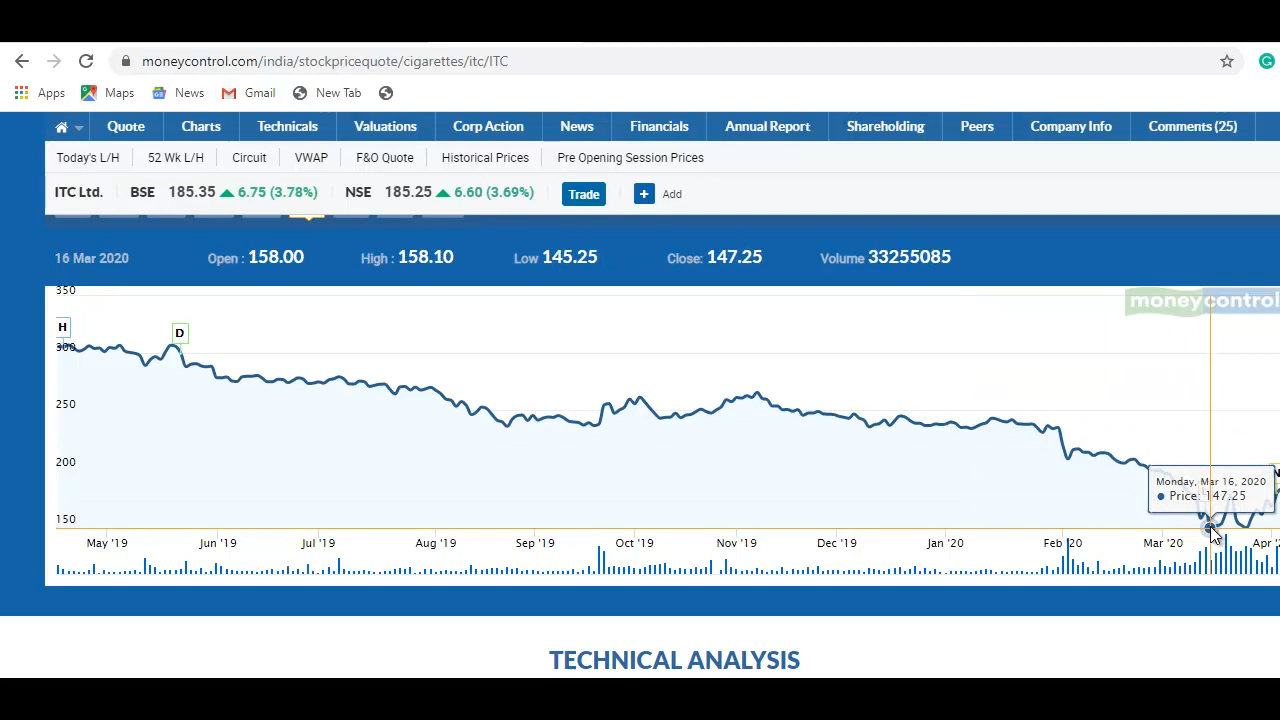 moneycontrol.com/india/stockpricequote/cigarettes/itc/ITC
Apps Maps News Gmail New Tab
Quote Charts Technicals Valuations Corp Action News Financials Annual Report Shareholding Peers Company Info Comments (25)
Today's L/H 52 Wk L/H Circuit VWAP F&O Quote Historical Prices Pre Opening Session Prices
ITC Ltd. BSE 185.35 6.75 (3.78%) NSE 185.25 6.60 (3.69%) Trade + Add
16 Mar 2020 Open : 158.00 High : 158.10 Low 145.25 Close: 147.25 Volume 33255085
350
moneycontrol
H D
300
250
200
Monday, Mar 16, 2020
Price: 147.25
N
150
May '19 Jun '19 Jul '19 Aug '19 Sep '19 Oct '19 Nov '19 Dec '19 Jan '20 Feb '20 Mar '20 Apr '
TECHNICAL ANALYSIS